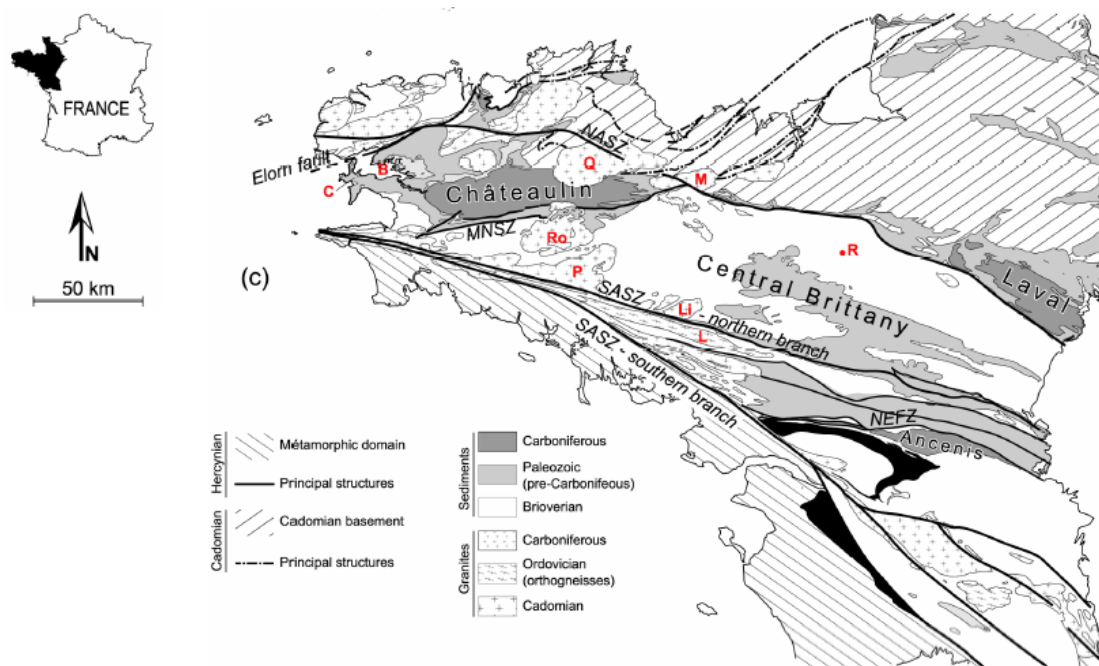 FRANCE
N
50 km
(c)
Elorn fault
B
C
NASZ
Q
M
Châteaulin
MNSZ
Ro
P
R
Central Brittany
Laval
SASZ - northern branch
Li
L
SASZ - southern branch
NEFZ
Ancenis
Hercynian
Métamorphic domain
Principal structures
Cadomian
Cadomian basement
Principal structures
Sediments
Carboniferous
Paleozoic
(pre-Carbonifeous)
Brioverian
Granites
Carboniferous
Ordovician
(orthogneisses)
Cadomian